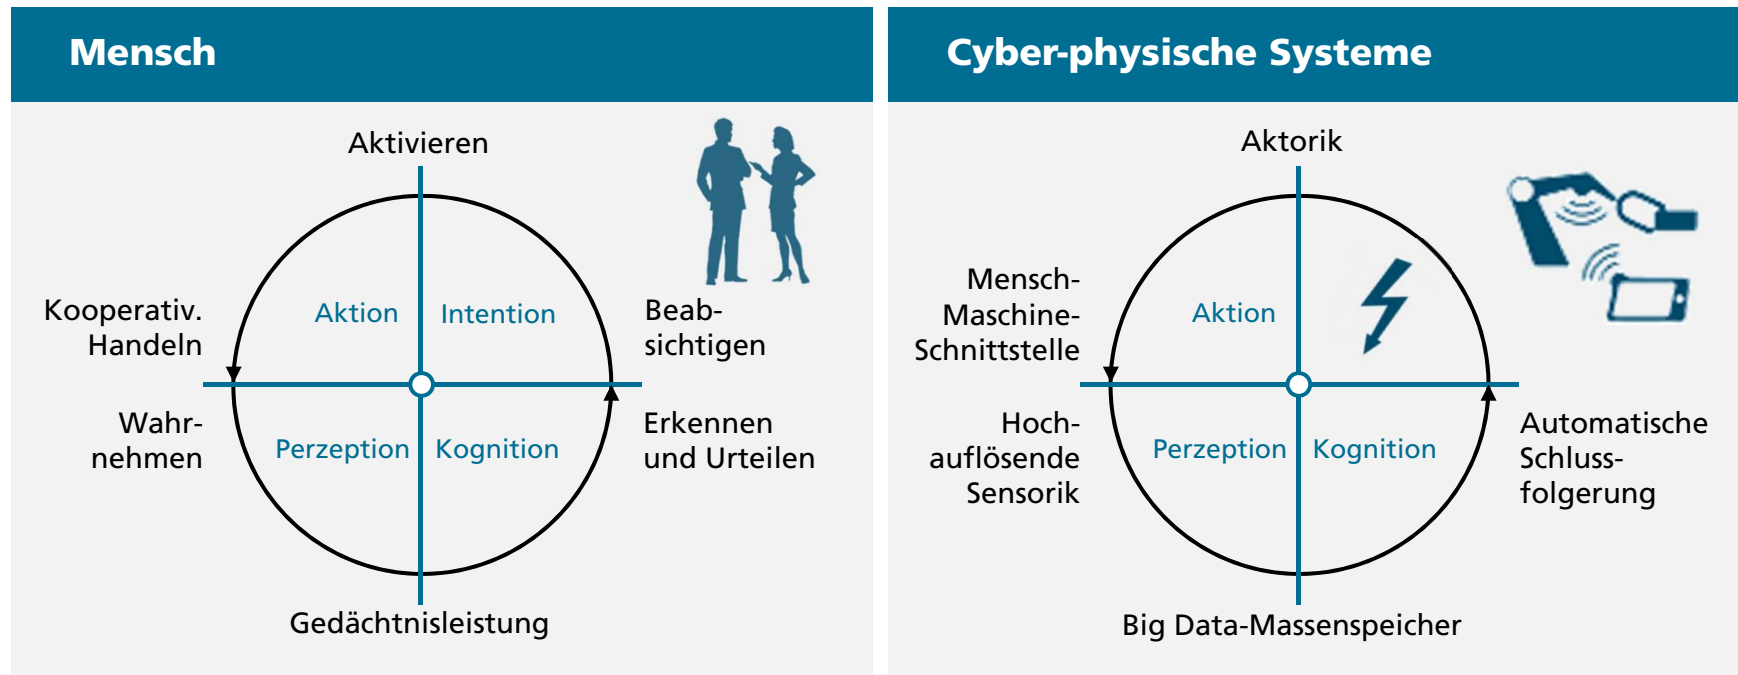 Mensch
Aktivieren
Kooperativ.
Handeln
Aktion
Intention
Beab-
sichtigen
Wahr-
nehmen
Perzeption
Kognition
Erkennen
und Urteilen
Gedächtnisleistung
Cyber-physische Systeme
Aktorik
Mensch-
Maschine-
Schnittstelle
Aktion
Hoch-
auflösende
Sensorik
Perzeption
Kognition
Automatische
Schluss-
folgerung
Big Data-Massenspeicher